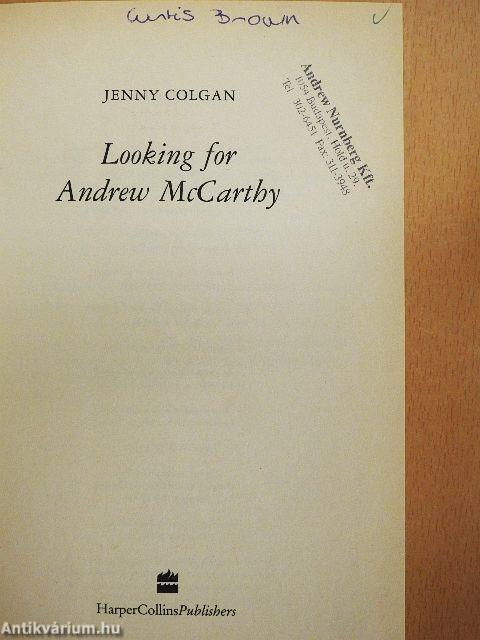 Curtis Brown
JENNY COLGAN
Andrew Nurnberg Kft.
1054 Budapest, Hold u. 29.
Tel: 302-6451 Fax: 311-3948
Looking for
Andrew McCarthy
HarperCollinsPublishers
Antikvárium.hu